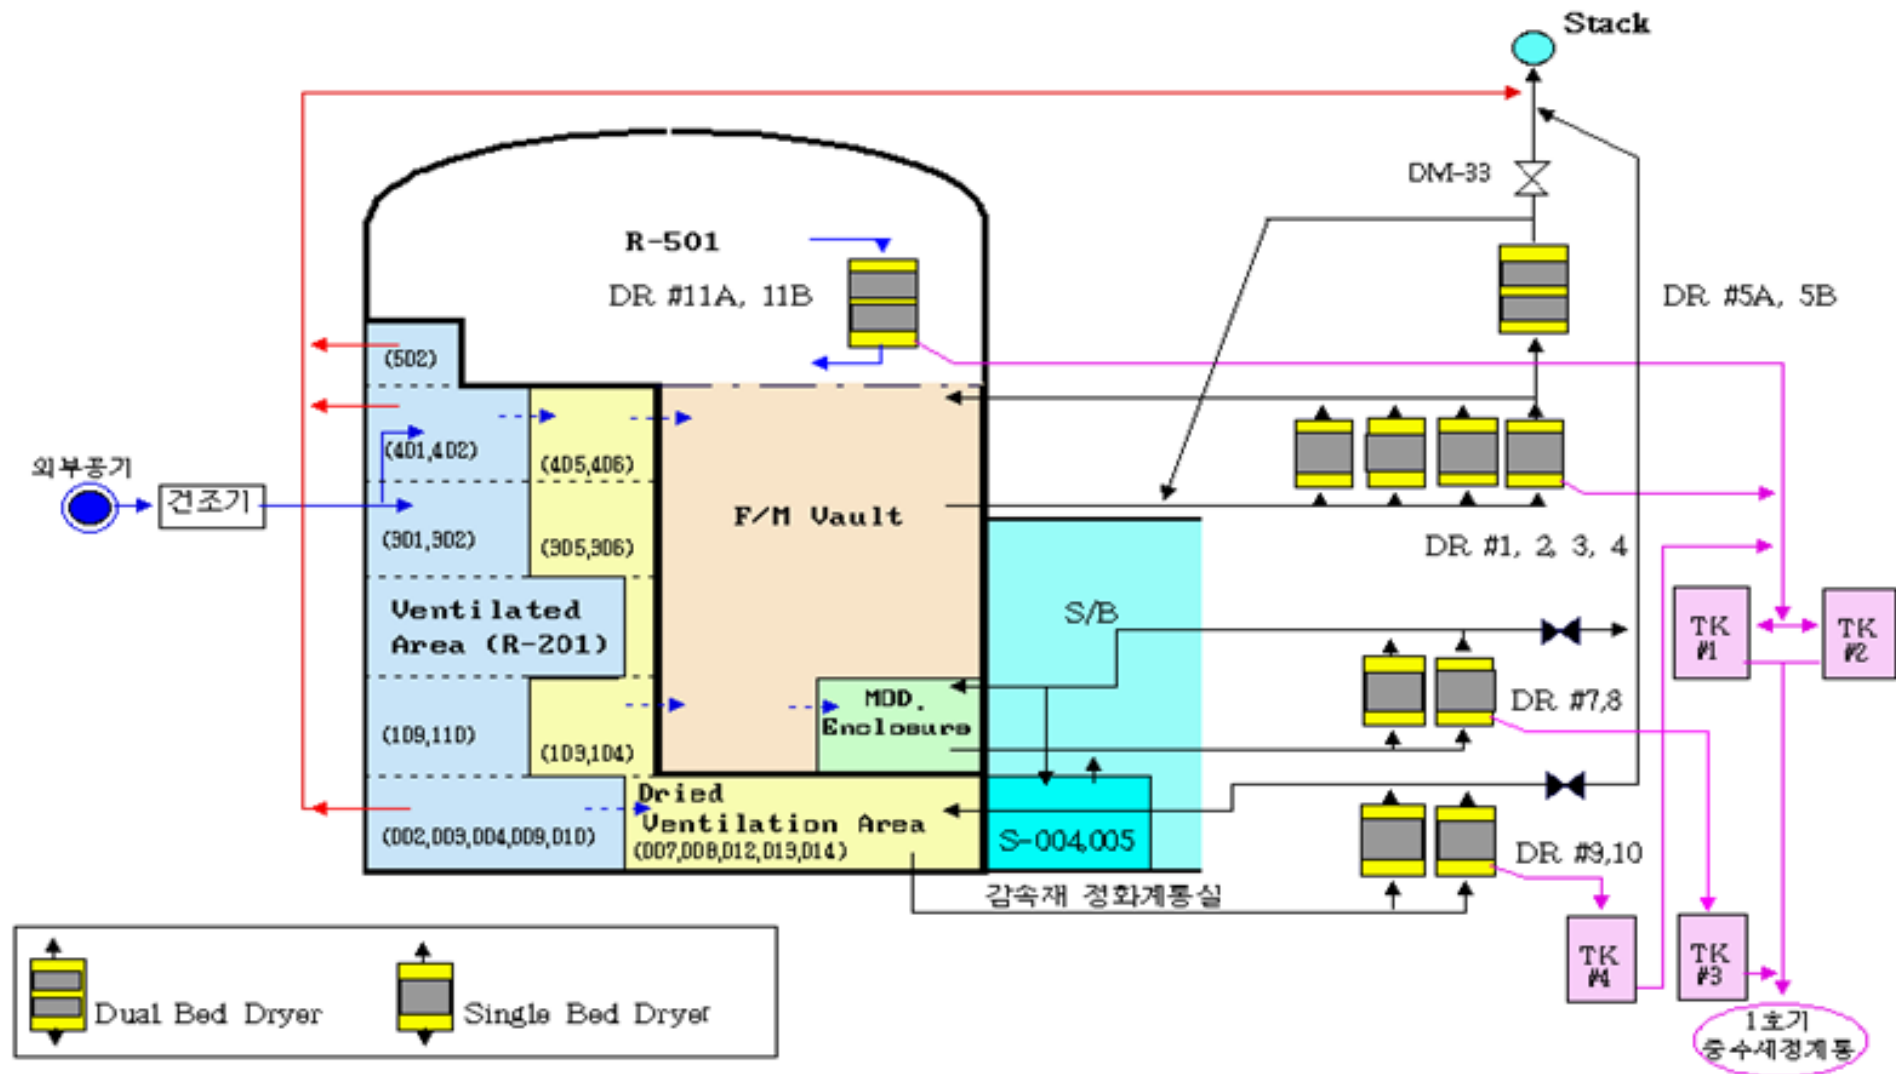 Stack
DM-33
R-501
DR #11A, 11B
DR #5A, 5B
(502)
(401,402)
(405,406)
외부공기
건조기
F/M Vault
(301,302)
(305,306)
DR #1, 2, 3, 4
Ventilated
Area (R-201)
S/B
TK
#1
TK
#2
MOD.
Enclosure
DR #7,8
(109,110)
(103,104)
Dried
Ventilation Area
(002,003,004,009,010)
(007,008,012,013,014)
S-004,005
DR #9,10
감속재 정화계통실
TK
#4
TK
#3
Dual Bed Dryer
Single Bed Dryer
1호기
중수세정계통